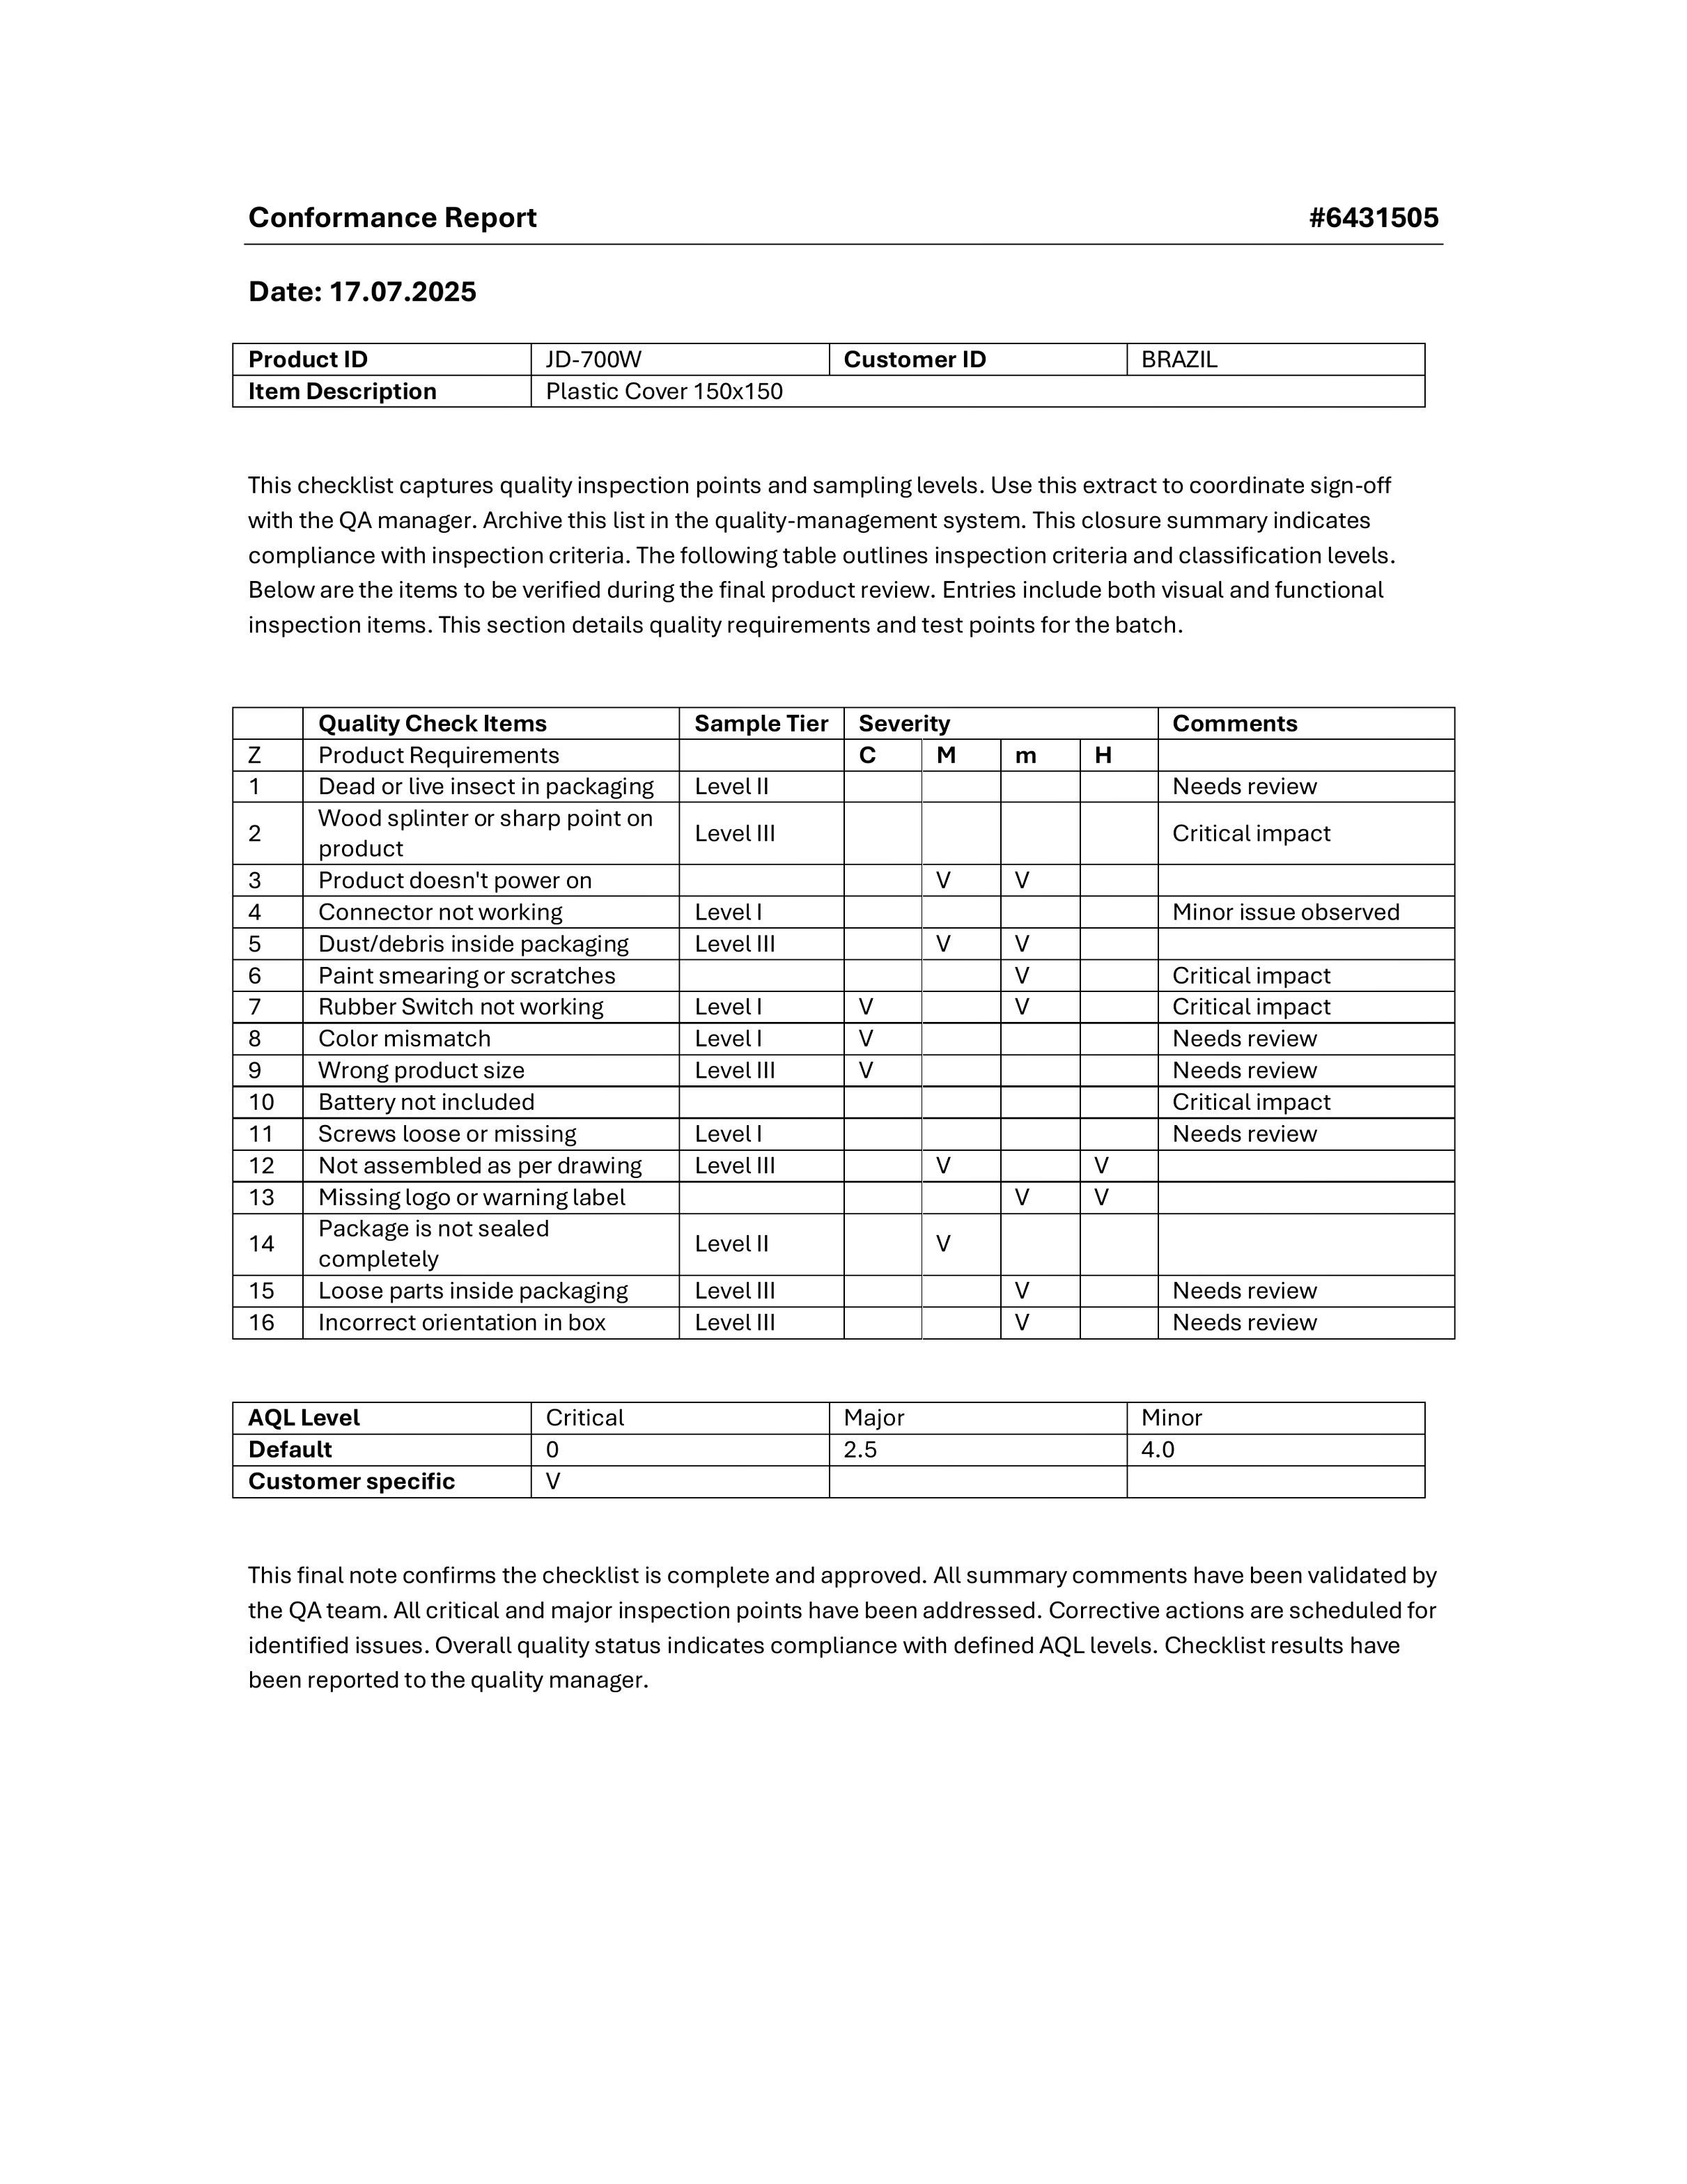 Conformance Report #6431505
Date: 17.07.2025
Product ID JD-700W Customer ID BRAZIL
Item Description Plastic Cover 150x150
This checklist captures quality inspection points and sampling levels. Use this extract to coordinate sign-off
with the QA manager. Archive this list in the quality-management system. This closure summary indicates
compliance with inspection criteria. The following table outlines inspection criteria and classification levels.
Below are the items to be verified during the final product review. Entries include both visual and functional
inspection items. This section details quality requirements and test points for the batch.
Quality Check Items Sample Tier Severity Comments
Z Product Requirements C M m H
1 Dead or live insect in packaging Level II Needs review
2 Wood splinter or sharp point on product Level III Critical impact
3 Product doesn't power on V V
4 Connector not working Level I Minor issue observed
5 Dust/debris inside packaging Level III V V
6 Paint smearing or scratches V Critical impact
7 Rubber Switch not working Level I V V Critical impact
8 Color mismatch Level I V Needs review
9 Wrong product size Level III V Needs review
10 Battery not included Critical impact
11 Screws loose or missing Level I Needs review
12 Not assembled as per drawing Level III V V
13 Missing logo or warning label V V
14 Package is not sealed completely Level II V
15 Loose parts inside packaging Level III V Needs review
16 Incorrect orientation in box Level III V Needs review
AQL Level Critical Major Minor
Default 0 2.5 4.0
Customer specific V
This final note confirms the checklist is complete and approved. All summary comments have been validated by
the QA team. All critical and major inspection points have been addressed. Corrective actions are scheduled for
identified issues. Overall quality status indicates compliance with defined AQL levels. Checklist results have
been reported to the quality manager.